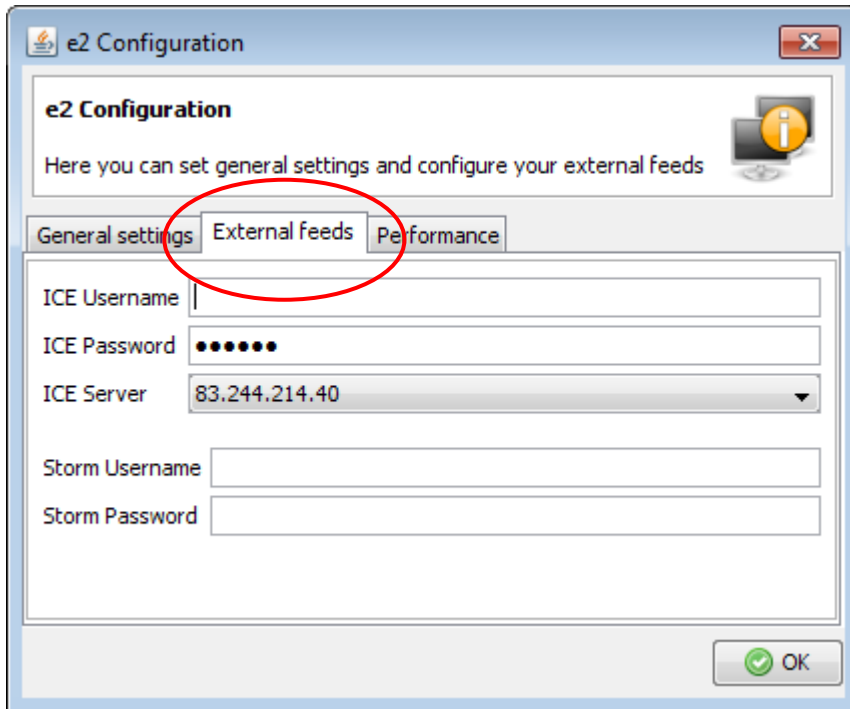 e2 Configuration
e2 Configuration
Here you can set general settings and configure your external feeds
General settings External feeds Performance
ICE Username
ICE Password ••••••
ICE Server 83.244.214.40
Storm Username
Storm Password
OK